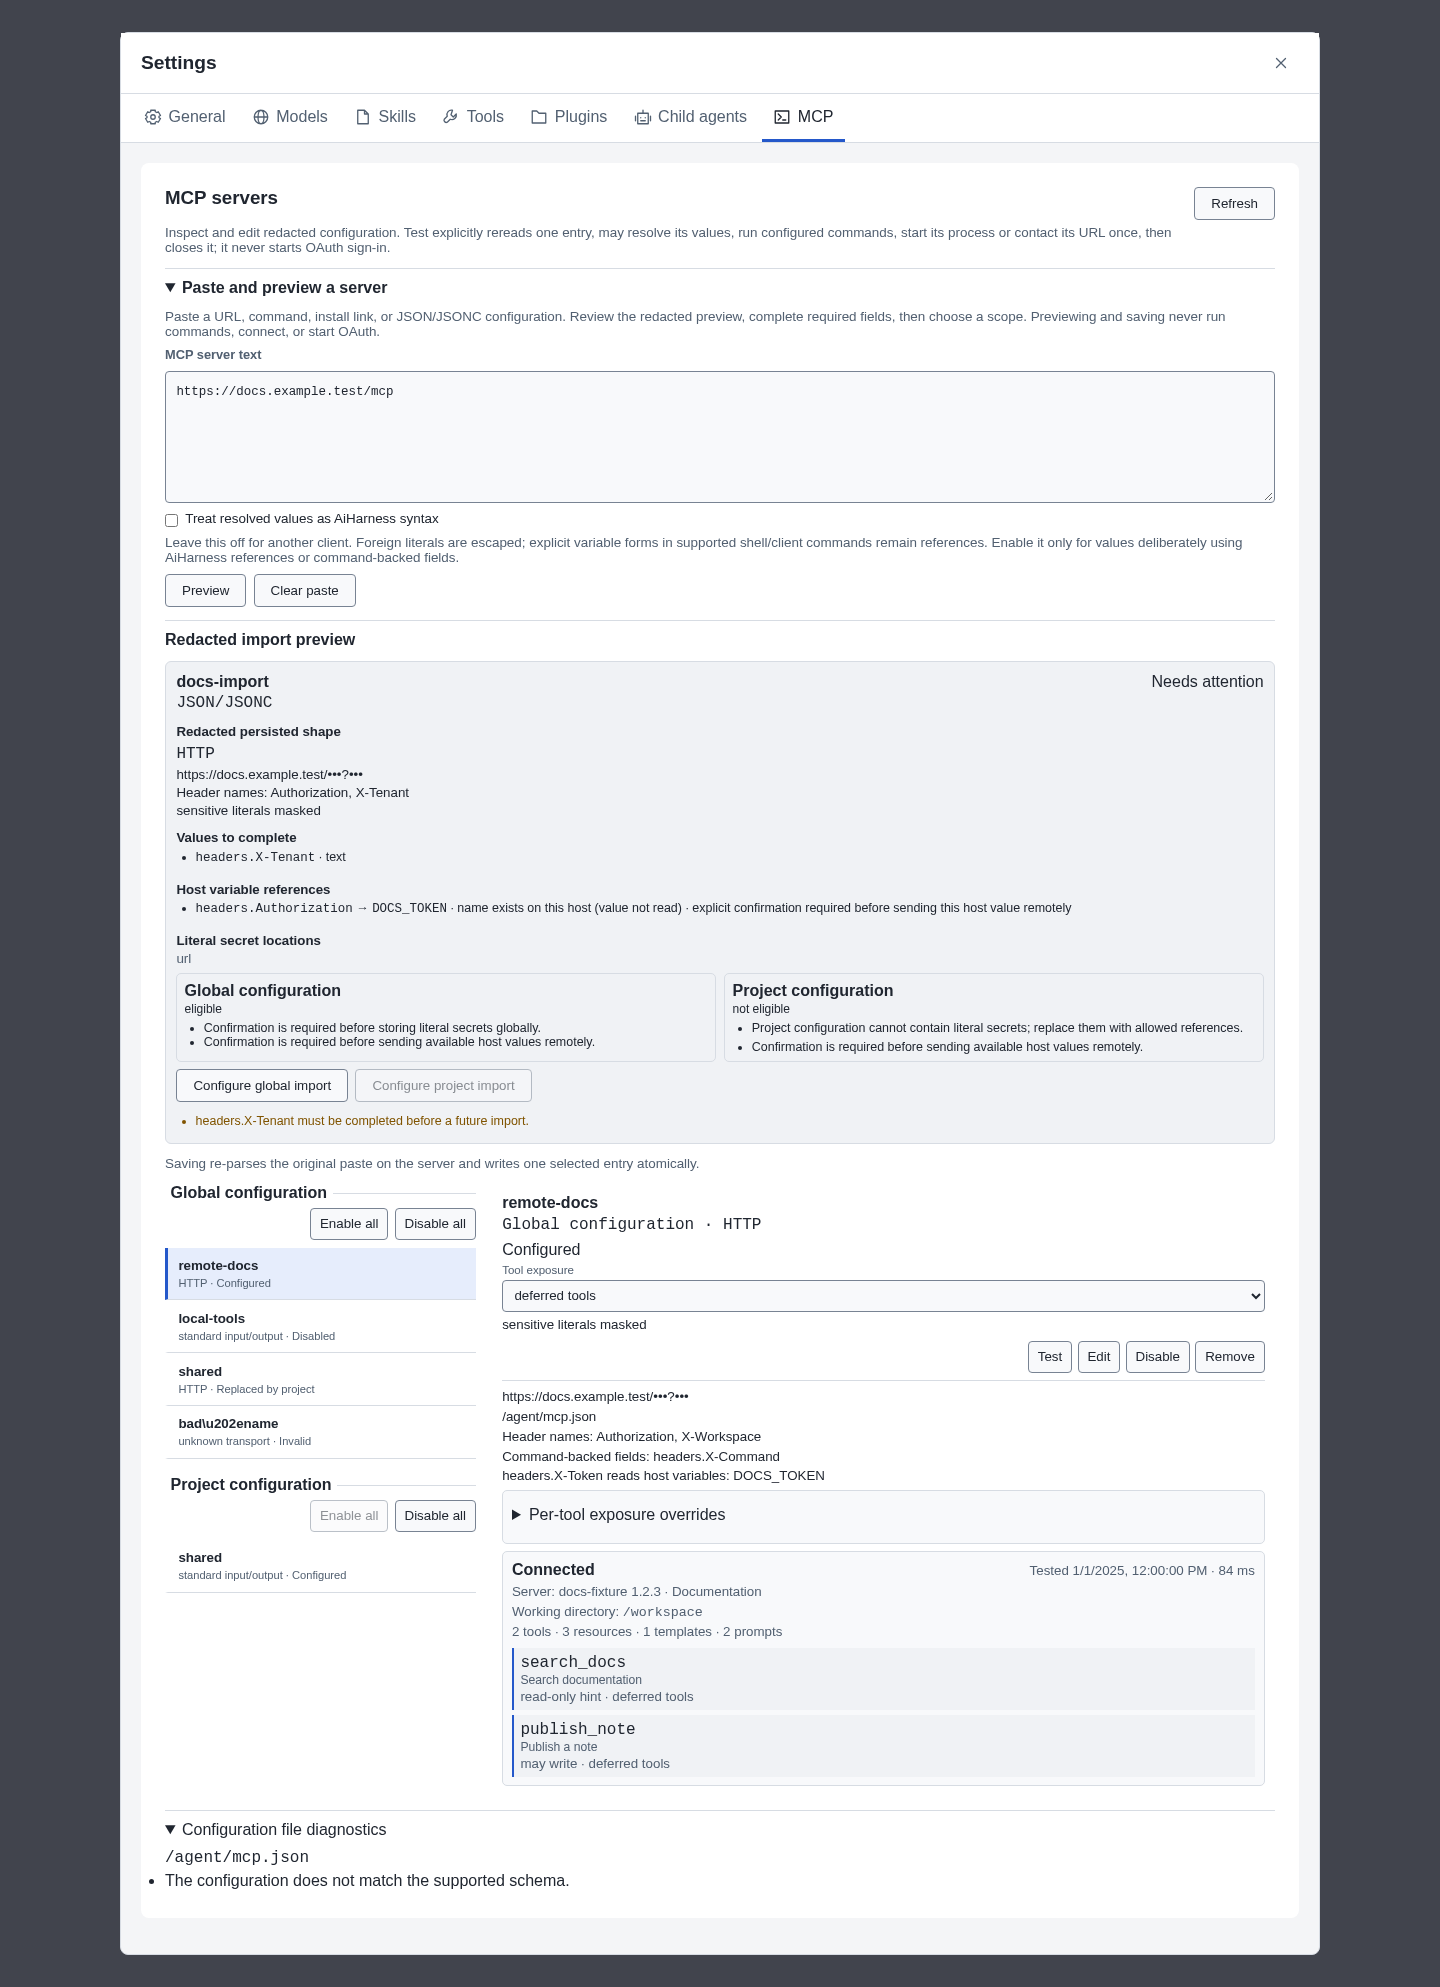 Settings
General
Models
Skills
Tools
Plugins
Child agents
MCP
MCP servers
Refresh
Inspect and edit redacted configuration. Test explicitly rereads one entry, may resolve its values, run configured commands, start its process or contact its URL once, then
closes it; it never starts OAuth sign-in.
Paste and preview a server
Paste a URL, command, install link, or JSON/JSONC configuration. Review the redacted preview, complete required fields, then choose a scope. Previewing and saving never run
commands, connect, or start OAuth.
MCP server text
https://docs.example.test/mcp
Treat resolved values as AiHarness syntax
Leave this off for another client. Foreign literals are escaped; explicit variable forms in supported shell/client commands remain references. Enable it only for values deliberately using
AiHarness references or command-backed fields.
Preview
Clear paste
Redacted import preview
docs-import
Needs attention
JSON/JSONC
Redacted persisted shape
HTTP
https://docs.example.test/•••?•••
Header names: Authorization, X-Tenant
sensitive literals masked
Values to complete
• headers.X-Tenant · text
Host variable references
• headers.Authorization → DOCS_TOKEN · name exists on this host (value not read) · explicit confirmation required before sending this host value remotely
Literal secret locations
url
Global configuration
eligible
• Confirmation is required before storing literal secrets globally.
• Confirmation is required before sending available host values remotely.
Project configuration
not eligible
• Project configuration cannot contain literal secrets; replace them with allowed references.
• Confirmation is required before sending available host values remotely.
Configure global import
Configure project import
• headers.X-Tenant must be completed before a future import.
Saving re-parses the original paste on the server and writes one selected entry atomically.
Global configuration
Enable all
Disable all
remote-docs
HTTP · Configured
local-tools
standard input/output · Disabled
shared
HTTP · Replaced by project
bad\u202ename
unknown transport · Invalid
Project configuration
Enable all
Disable all
shared
standard input/output · Configured
remote-docs
Global configuration · HTTP
Configured
Tool exposure
deferred tools
sensitive literals masked
Test
Edit
Disable
Remove
https://docs.example.test/•••?•••
/agent/mcp.json
Header names: Authorization, X-Workspace
Command-backed fields: headers.X-Command
headers.X-Token reads host variables: DOCS_TOKEN
Per-tool exposure overrides
Connected
Tested 1/1/2025, 12:00:00 PM · 84 ms
Server: docs-fixture 1.2.3 · Documentation
Working directory: /workspace
2 tools · 3 resources · 1 templates · 2 prompts
search_docs
Search documentation
read-only hint · deferred tools
publish_note
Publish a note
may write · deferred tools
Configuration file diagnostics
/agent/mcp.json
• The configuration does not match the supported schema.